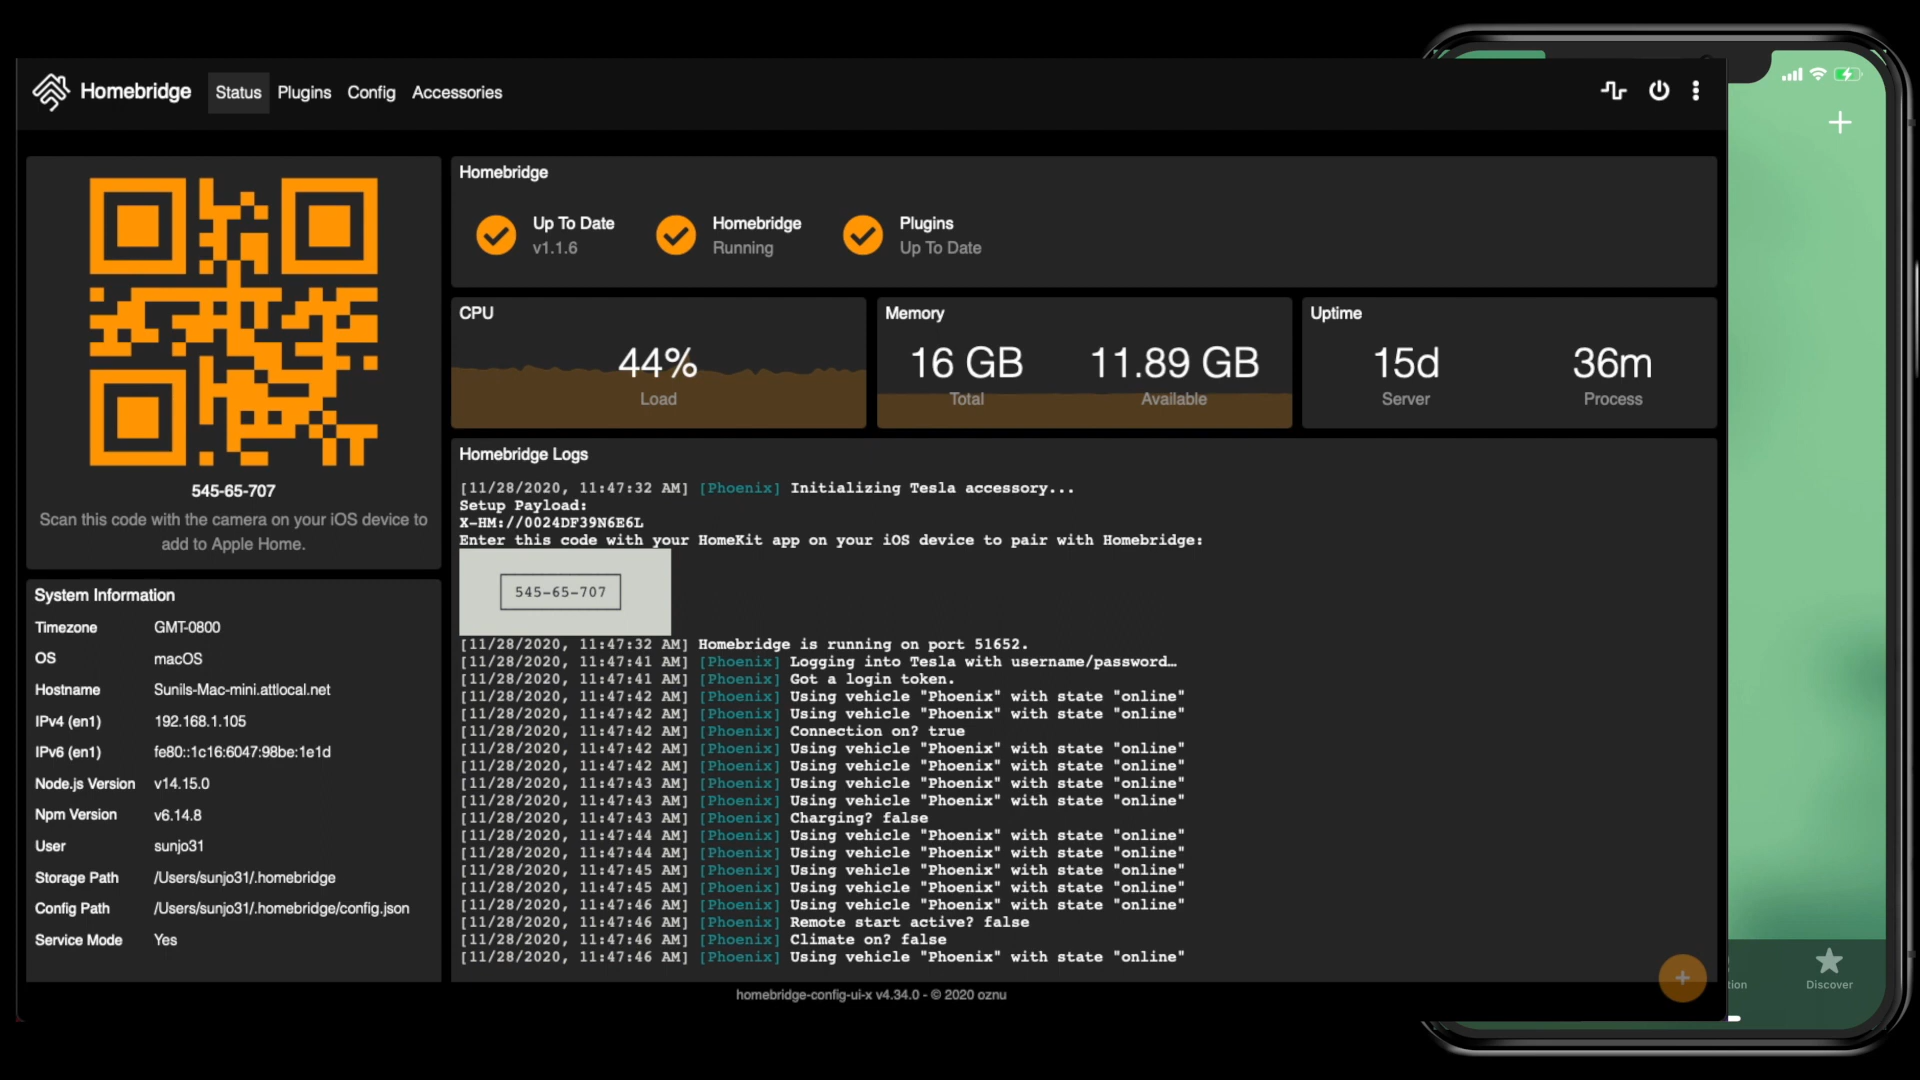 Homebridge
Status
Plugins
Config
Accessories
545-65-707
Scan this code with the camera on your iOS device to
add to Apple Home.
System Information
Timezone GMT-0800
OS macOS
Hostname Sunils-Mac-mini.attlocal.net
IPv4 (en1) 192.168.1.105
IPv6 (en1) fe80::1c16:6047:98be:1e1d
Node.js Version v14.15.0
Npm Version v6.14.8
User sunjo31
Storage Path /Users/sunjo31/.homebridge
Config Path /Users/sunjo31/.homebridge/config.json
Service Mode Yes
Homebridge
Up To Date
v1.1.6
Homebridge
Running
Plugins
Up To Date
CPU
44%
Load
Memory
16 GB
Total
11.89 GB
Available
Uptime
15d
Server
36m
Process
Homebridge Logs
[11/28/2020, 11:47:32 AM] [Phoenix] Initializing Tesla accessory...
Setup Payload:
X-HM://0024DF39N6E6L
Enter this code with your HomeKit app on your iOS device to pair with Homebridge:
545-65-707
[11/28/2020, 11:47:32 AM] Homebridge is running on port 51652.
[11/28/2020, 11:47:41 AM] [Phoenix] Logging into Tesla with username/password…
[11/28/2020, 11:47:41 AM] [Phoenix] Got a login token.
[11/28/2020, 11:47:42 AM] [Phoenix] Using vehicle "Phoenix" with state "online"
[11/28/2020, 11:47:42 AM] [Phoenix] Using vehicle "Phoenix" with state "online"
[11/28/2020, 11:47:42 AM] [Phoenix] Connection on? true
[11/28/2020, 11:47:42 AM] [Phoenix] Using vehicle "Phoenix" with state "online"
[11/28/2020, 11:47:42 AM] [Phoenix] Using vehicle "Phoenix" with state "online"
[11/28/2020, 11:47:43 AM] [Phoenix] Using vehicle "Phoenix" with state "online"
[11/28/2020, 11:47:43 AM] [Phoenix] Using vehicle "Phoenix" with state "online"
[11/28/2020, 11:47:43 AM] [Phoenix] Charging? false
[11/28/2020, 11:47:44 AM] [Phoenix] Using vehicle "Phoenix" with state "online"
[11/28/2020, 11:47:44 AM] [Phoenix] Using vehicle "Phoenix" with state "online"
[11/28/2020, 11:47:45 AM] [Phoenix] Using vehicle "Phoenix" with state "online"
[11/28/2020, 11:47:45 AM] [Phoenix] Using vehicle "Phoenix" with state "online"
[11/28/2020, 11:47:46 AM] [Phoenix] Using vehicle "Phoenix" with state "online"
[11/28/2020, 11:47:46 AM] [Phoenix] Remote start active? false
[11/28/2020, 11:47:46 AM] [Phoenix] Climate on? false
[11/28/2020, 11:47:46 AM] [Phoenix] Using vehicle "Phoenix" with state "online"
homebridge-config-ui-x v4.34.0 - © 2020 oznu
tion
Discover